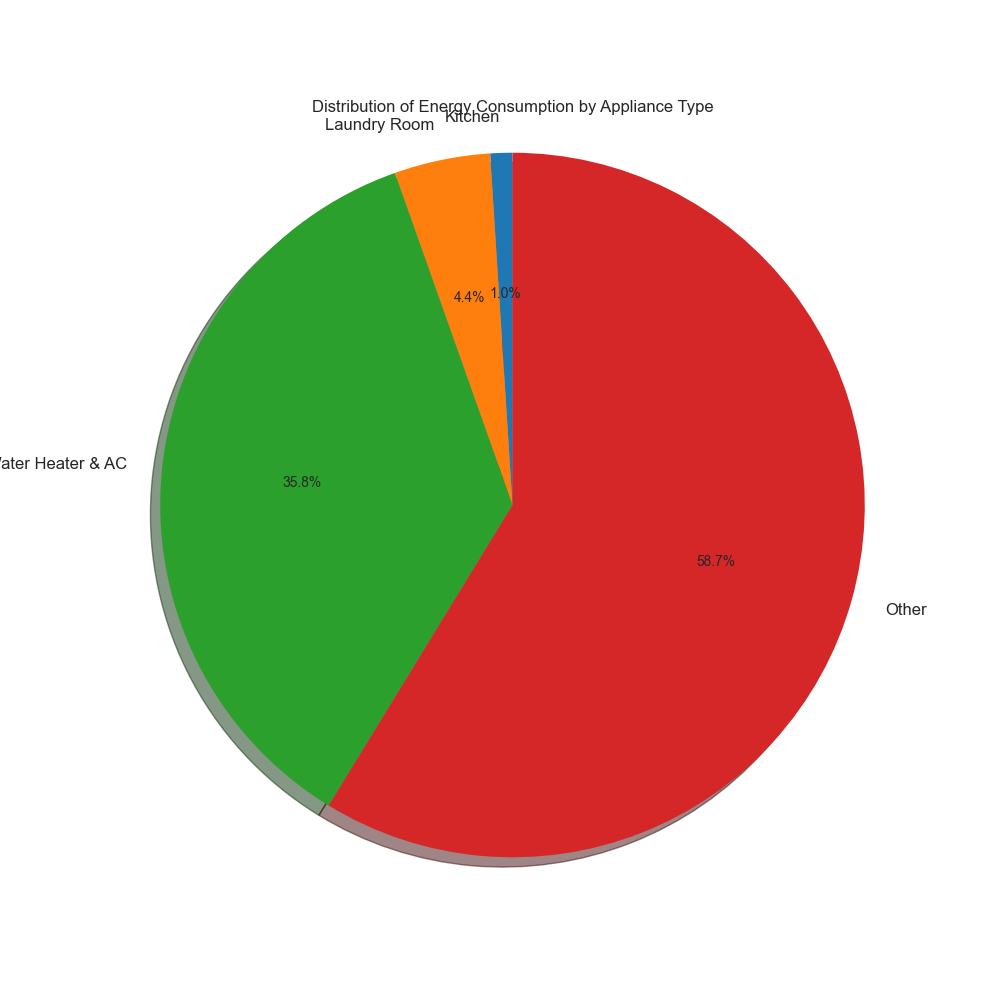 Distribution of Energy Consumption by Appliance Type
Kitchen
Laundry Room
4.4%
1.0%
ater Heater & AC
35.8%
58.7%
Other